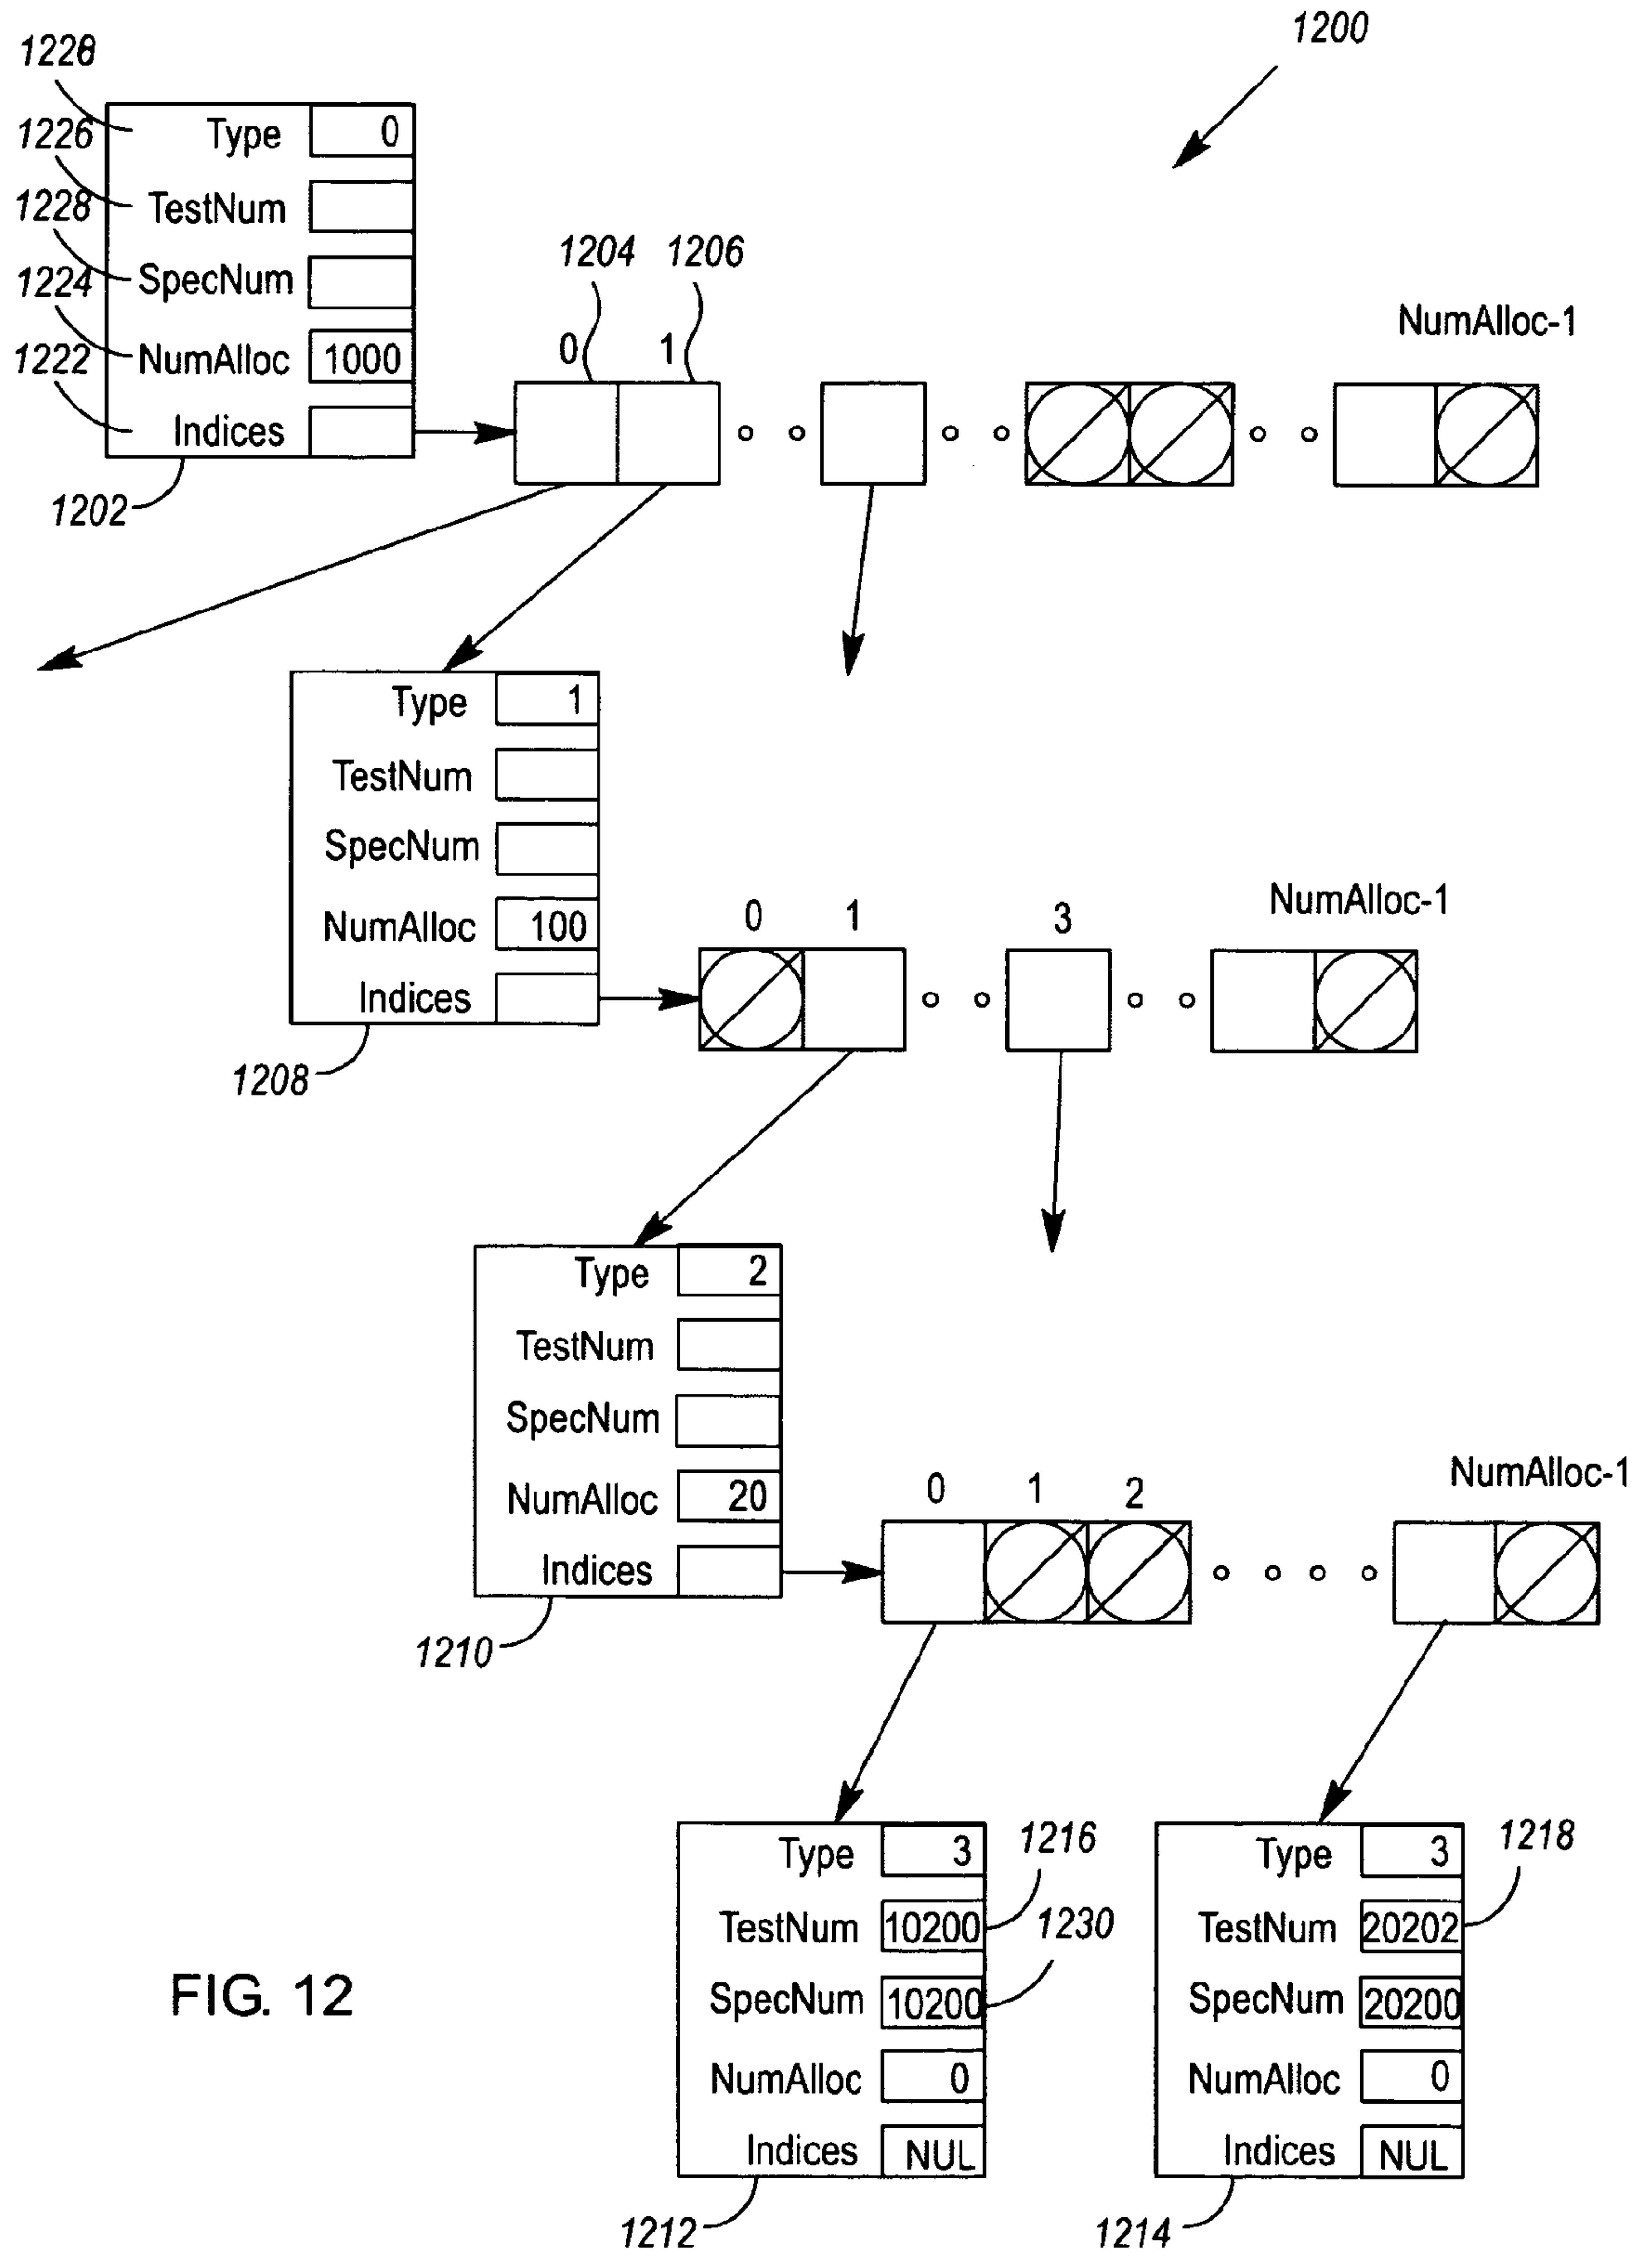 1200
1228
Type 0
1226
TestNum
1228
SpecNum
1224
NumAlloc 1000
1222
Indices
1202
1204 1206
0 1
NumAlloc-1
Type 1
TestNum
SpecNum
NumAlloc 100
Indices
1208
0 1 3
NumAlloc-1
Type 2
TestNum
SpecNum
NumAlloc 20
Indices
1210
0 1 2
NumAlloc-1
Type 3
1216
TestNum 10200
1230
SpecNum 10200
NumAlloc 0
Indices NUL
1212
Type 3
1218
TestNum 20202
SpecNum 20200
NumAlloc 0
Indices NUL
1214
FIG. 12